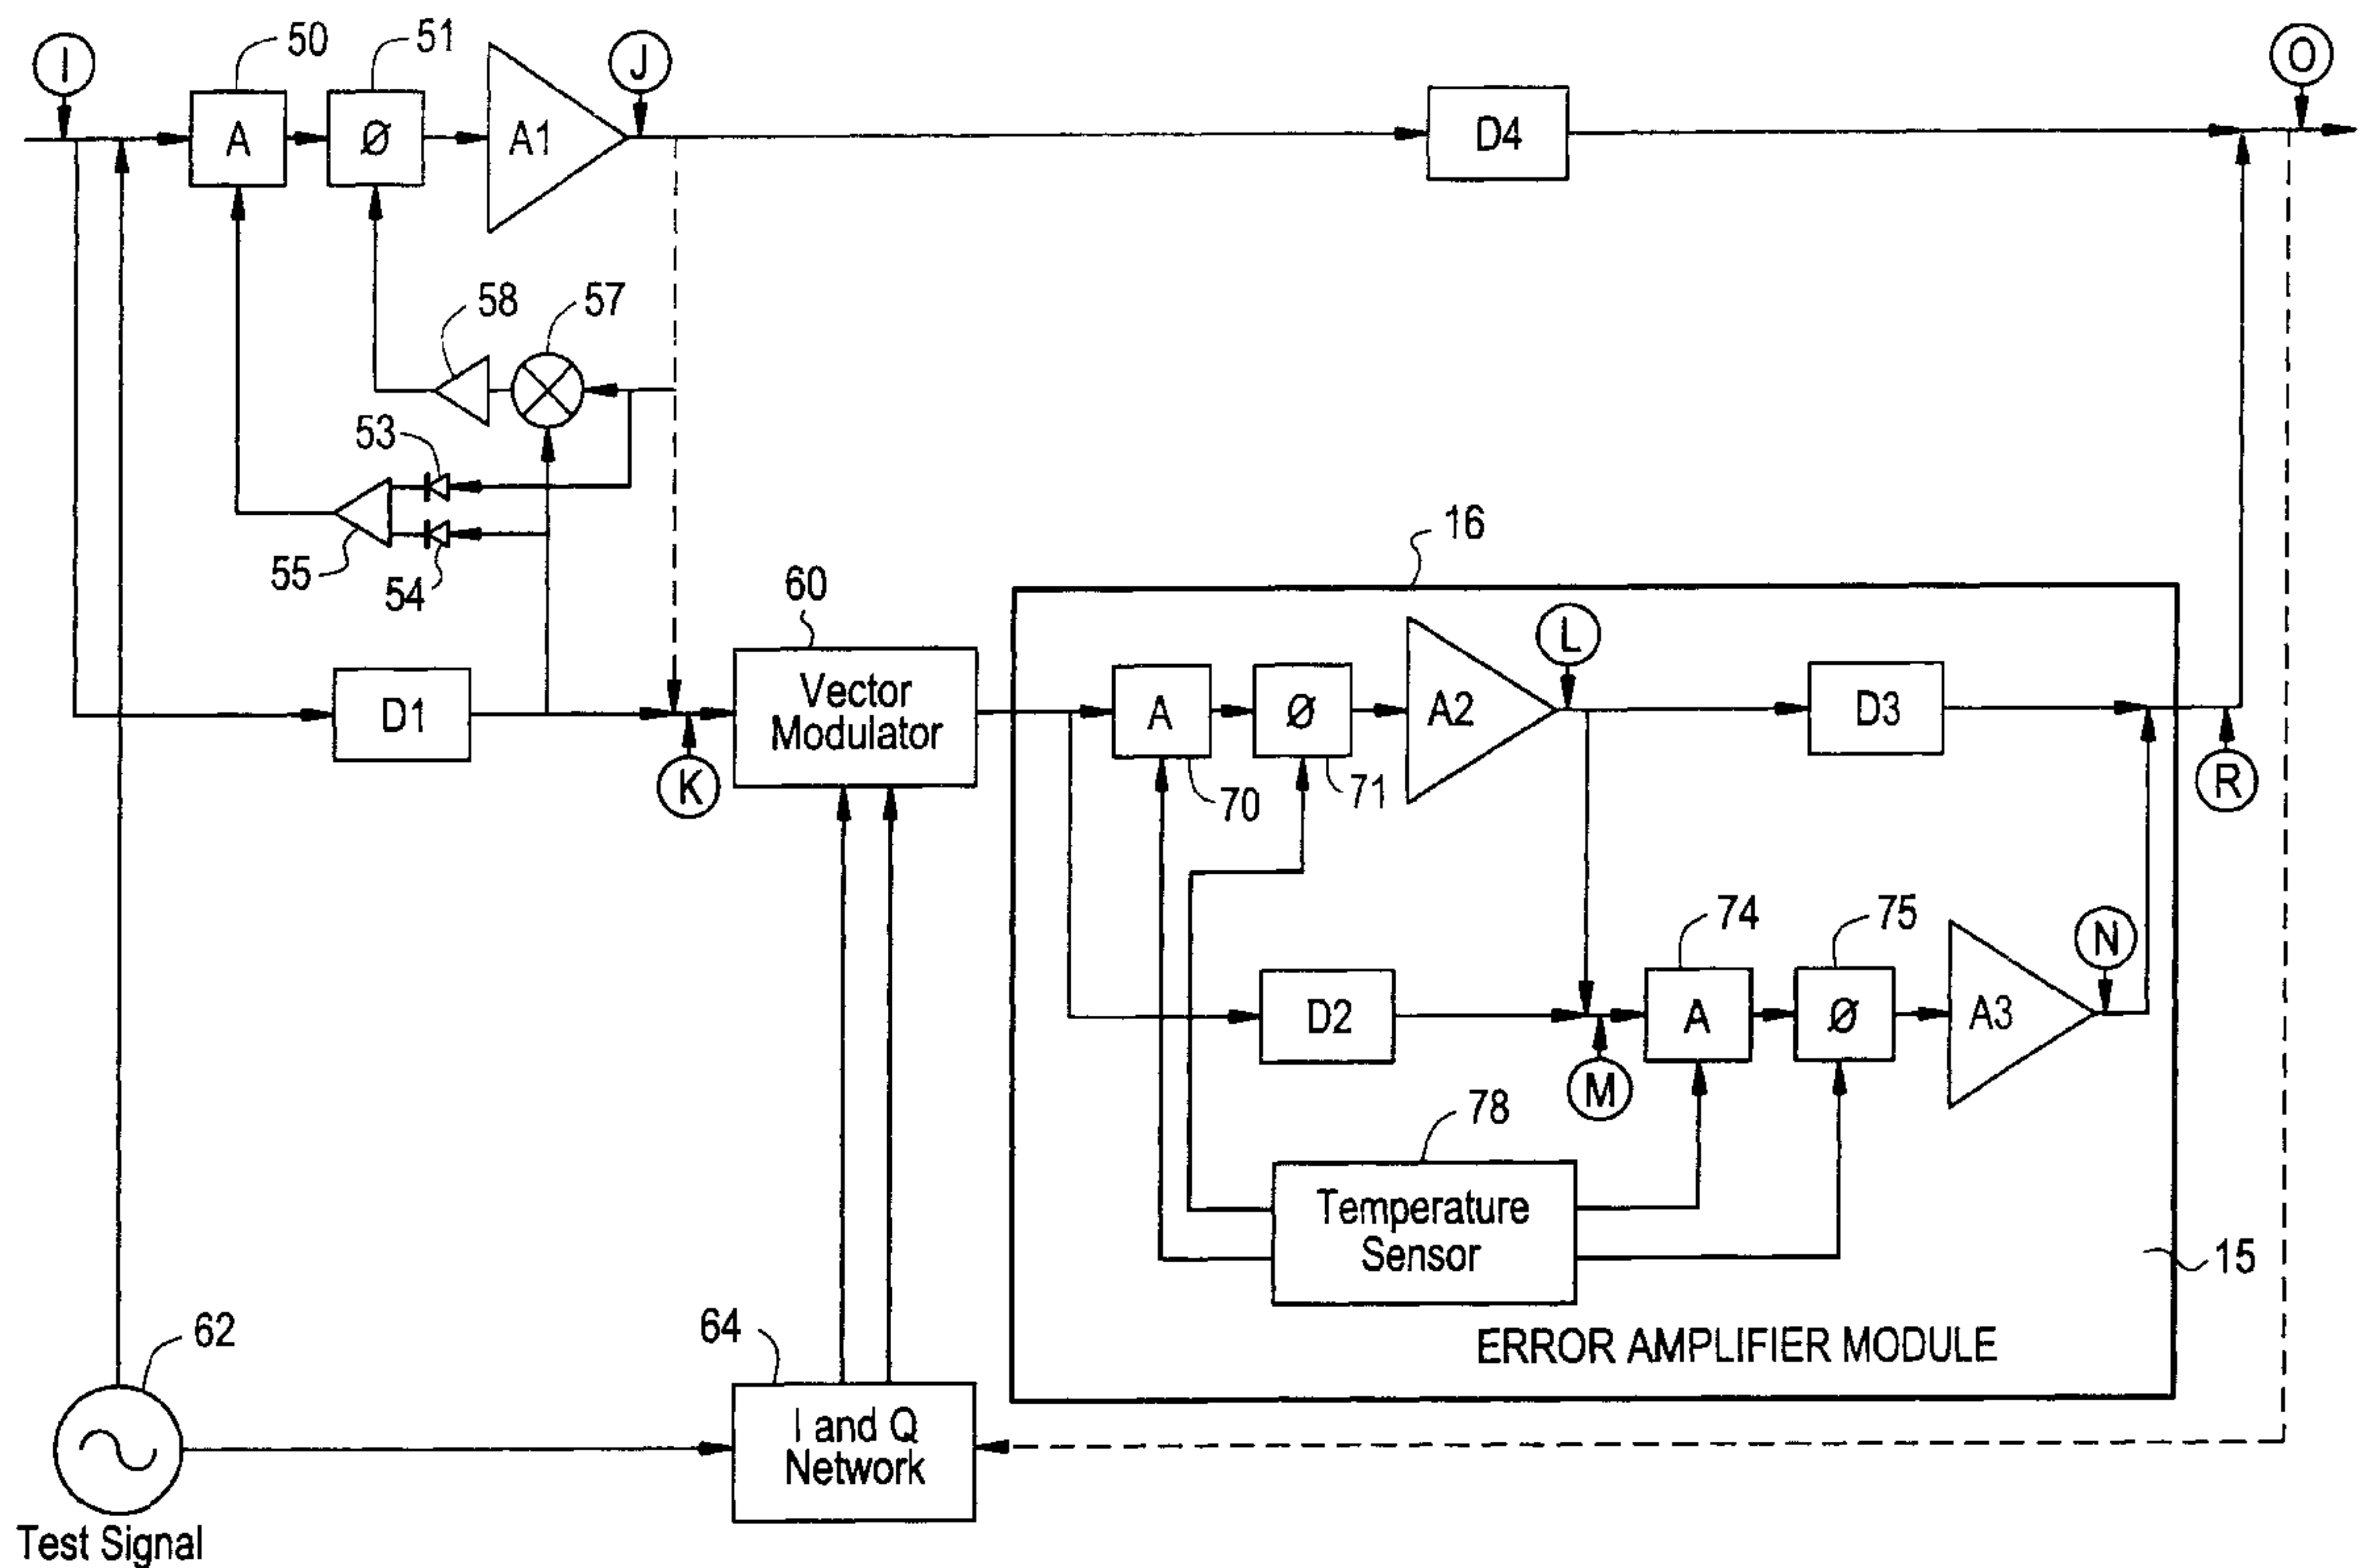 I
50
51
J
O
A
Ø
A1
D4
58
57
53
55
54
16
60
L
D1
Vector
Modulator
K
A
Ø
A2
D3
70
71
R
74
75
N
D2
A
Ø
A3
M
78
Temperature
Sensor
15
62
64
ERROR AMPLIFIER MODULE
I and Q
Network
Test Signal